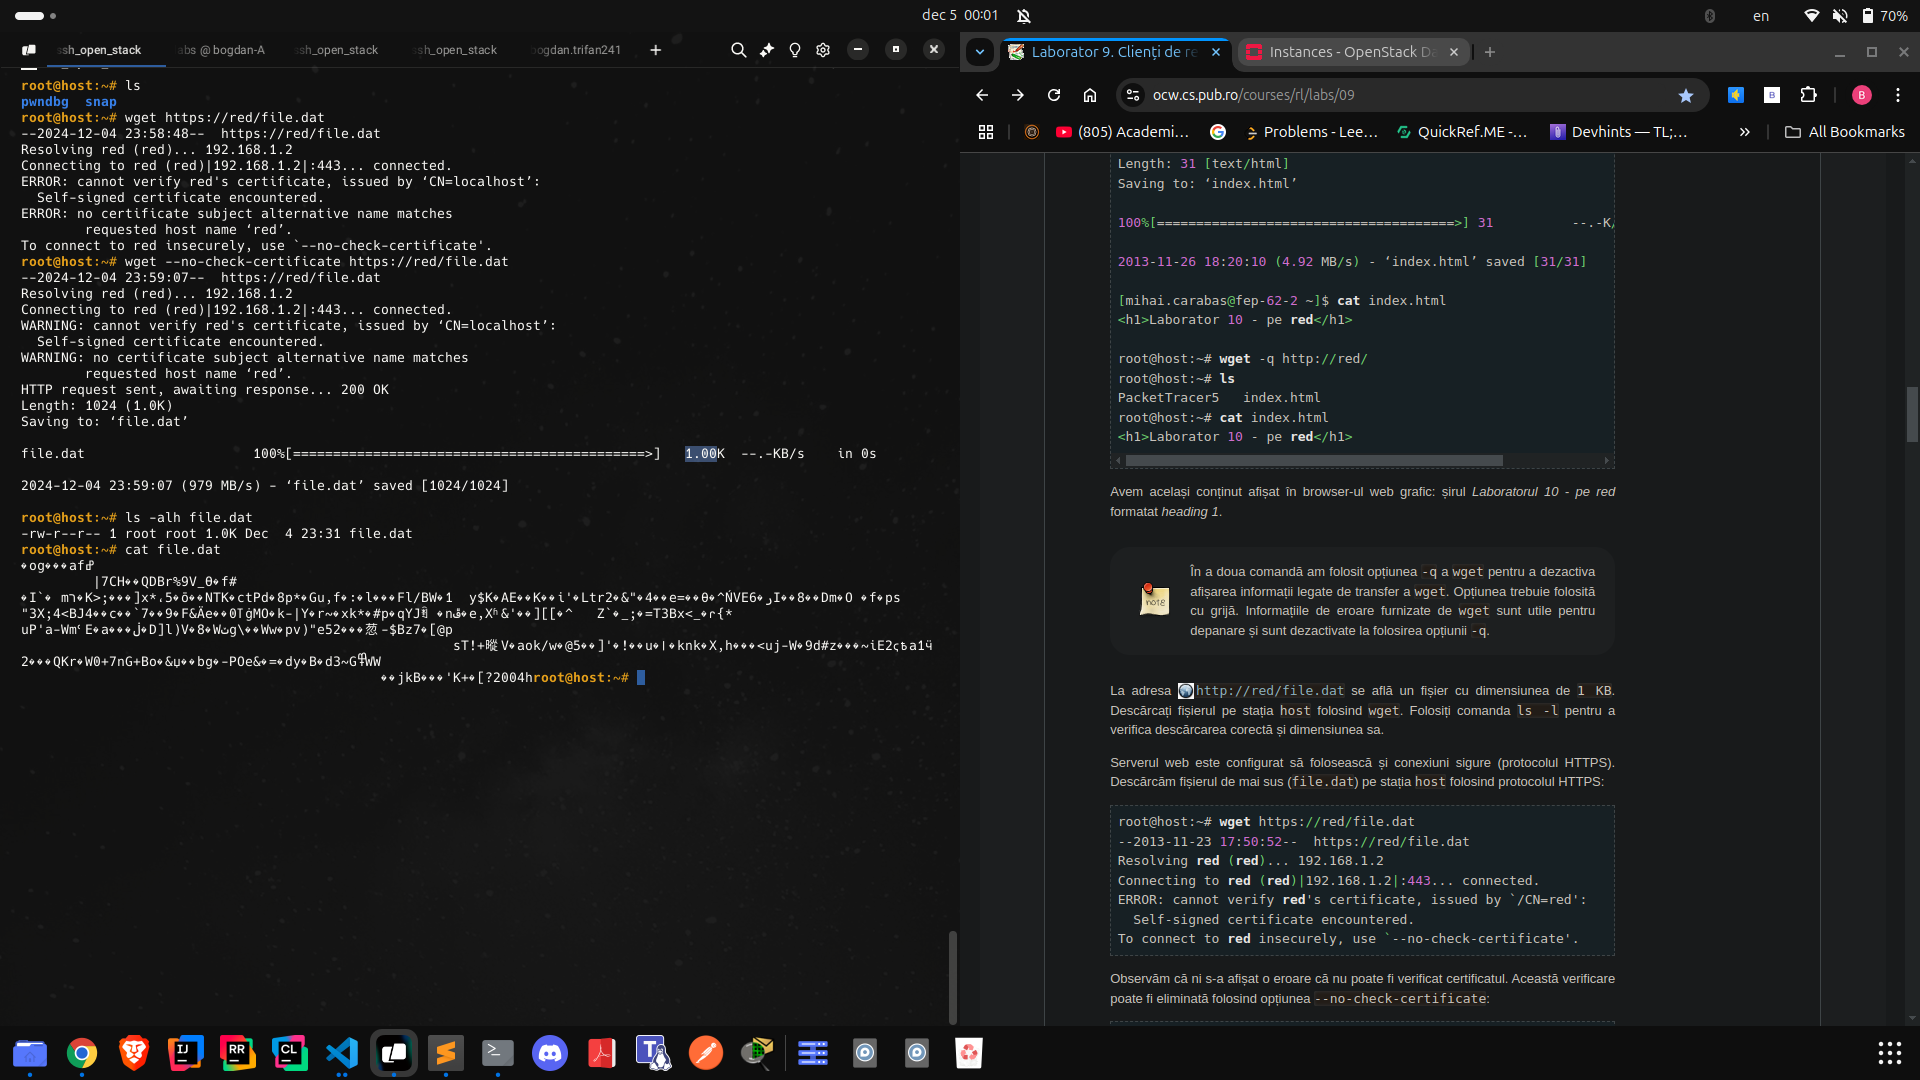 dec 5 00:01
en
70%
ssh_open_stack
abs @ bogdan-A
ssh_open_stack
ssh_open_stack
bogdan.trifan241
root@host:~# ls
pwndbg snap
root@host:~# wget https://red/file.dat
--2024-12-04 23:58:48-- https://red/file.dat
Resolving red (red)... 192.168.1.2
Connecting to red (red)|192.168.1.2|:443... connected.
ERROR: cannot verify red's certificate, issued by ‘CN=localhost’:
Self-signed certificate encountered.
ERROR: no certificate subject alternative name matches
requested host name ‘red’.
To connect to red insecurely, use `--no-check-certificate'.
root@host:~# wget --no-check-certificate https://red/file.dat
--2024-12-04 23:59:07-- https://red/file.dat
Resolving red (red)... 192.168.1.2
Connecting to red (red)|192.168.1.2|:443... connected.
WARNING: cannot verify red's certificate, issued by ‘CN=localhost’:
Self-signed certificate encountered.
WARNING: no certificate subject alternative name matches
requested host name ‘red’.
HTTP request sent, awaiting response... 200 OK
Length: 1024 (1.0K)
Saving to: ‘file.dat’
file.dat 100%[============================================>] 1.00K --.-KB/s in 0s
2024-12-04 23:59:07 (979 MB/s) - ‘file.dat’ saved [1024/1024]
root@host:~# ls -alh file.dat
-rw-r--r-- 1 root root 1.0K Dec 4 23:31 file.dat
root@host:~# cat file.dat
root@host:~#
Laborator 9. Clienți de re
Instances - OpenStack Da
ocw.cs.pub.ro/courses/rl/labs/09
B
(805) Academi...
Problems - Lee...
QuickRef.ME -...
Devhints — TL;...
»
All Bookmarks
Length: 31 [text/html]
Saving to: ‘index.html’
100%[======================================>] 31 --.-K/
2013-11-26 18:20:10 (4.92 MB/s) - ‘index.html’ saved [31/31]
[mihai.carabas@fep-62-2 ~]$ cat index.html
<h1>Laborator 10 - pe red</h1>
root@host:~# wget -q http://red/
root@host:~# ls
PacketTracer5 index.html
root@host:~# cat index.html
<h1>Laborator 10 - pe red</h1>
Avem același conținut afișat în browser-ul web grafic: șirul Laboratorul 10 - pe red
formatat heading 1.
note
În a doua comandă am folosit opțiunea -q a wget pentru a dezactiva
afișarea informații legate de transfer a wget. Opțiunea trebuie folosită
cu grijă. Informațiile de eroare furnizate de wget sunt utile pentru
depanare și sunt dezactivate la folosirea opțiunii -q.
La adresa http://red/file.dat se află un fișier cu dimensiunea de 1 KB.
Descărcați fișierul pe stația host folosind wget. Folosiți comanda ls -l pentru a
verifica descărcarea corectă și dimensiunea sa.
Serverul web este configurat să folosească și conexiuni sigure (protocolul HTTPS).
Descărcăm fișierul de mai sus (file.dat) pe stația host folosind protocolul HTTPS:
root@host:~# wget https://red/file.dat
--2013-11-23 17:50:52-- https://red/file.dat
Resolving red (red)... 192.168.1.2
Connecting to red (red)|192.168.1.2|:443... connected.
ERROR: cannot verify red's certificate, issued by `/CN=red':
Self-signed certificate encountered.
To connect to red insecurely, use `--no-check-certificate'.
Observăm că ni s-a afișat o eroare că nu poate fi verificat certificatul. Această verificare
poate fi eliminată folosind opțiunea --no-check-certificate:
IJ
RR
CL
T